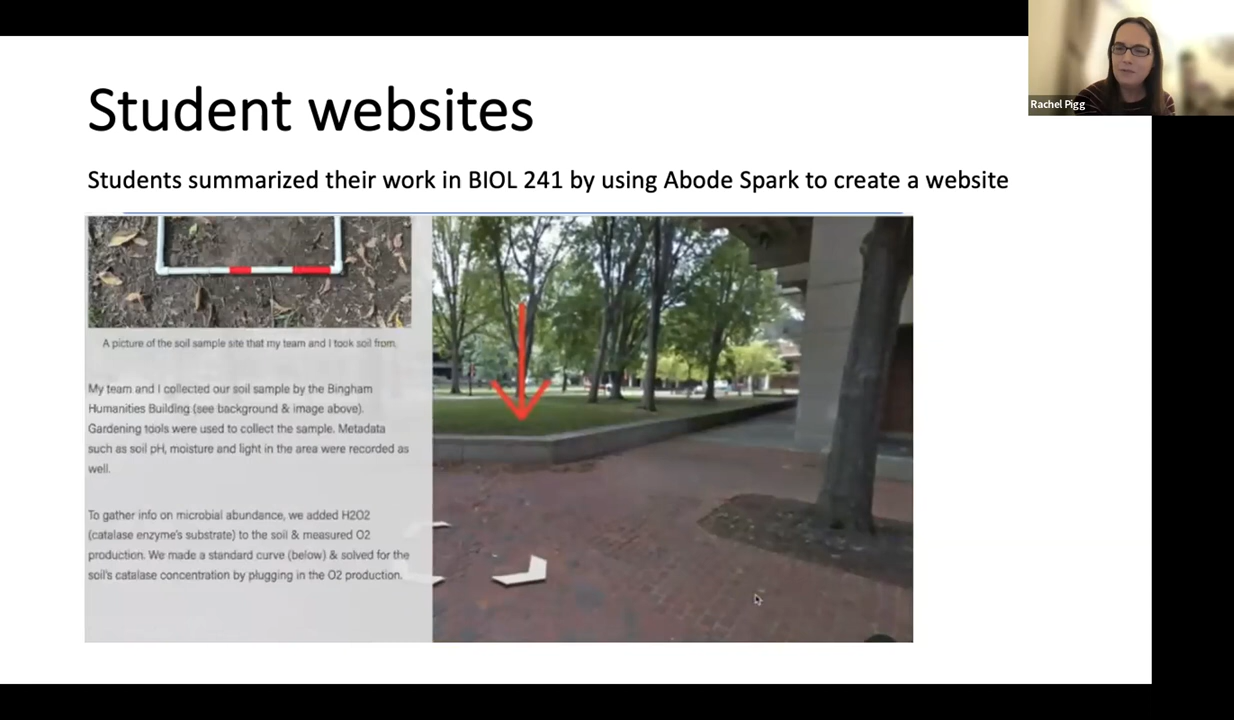 Student websites
Rachel Pigg
Students summarized their work in BIOL 241 by using Abode Spark to create a website
A picture of the soil sample site that my team and I took soil from.
My team and I collected our soil sample by the Bingham
Humanities Building (see background & image above).
Gardening tools were used to collect the sample. Metadata
such as soil pH, moisture and light in the area were recorded as
well.
To gather info on microbial abundance, we added H2O2
(catalase enzyme's substrate) to the soil & measured O2
production. We made a standard curve (below) & solved for the
soil's catalase concentration by plugging in the O2 production.